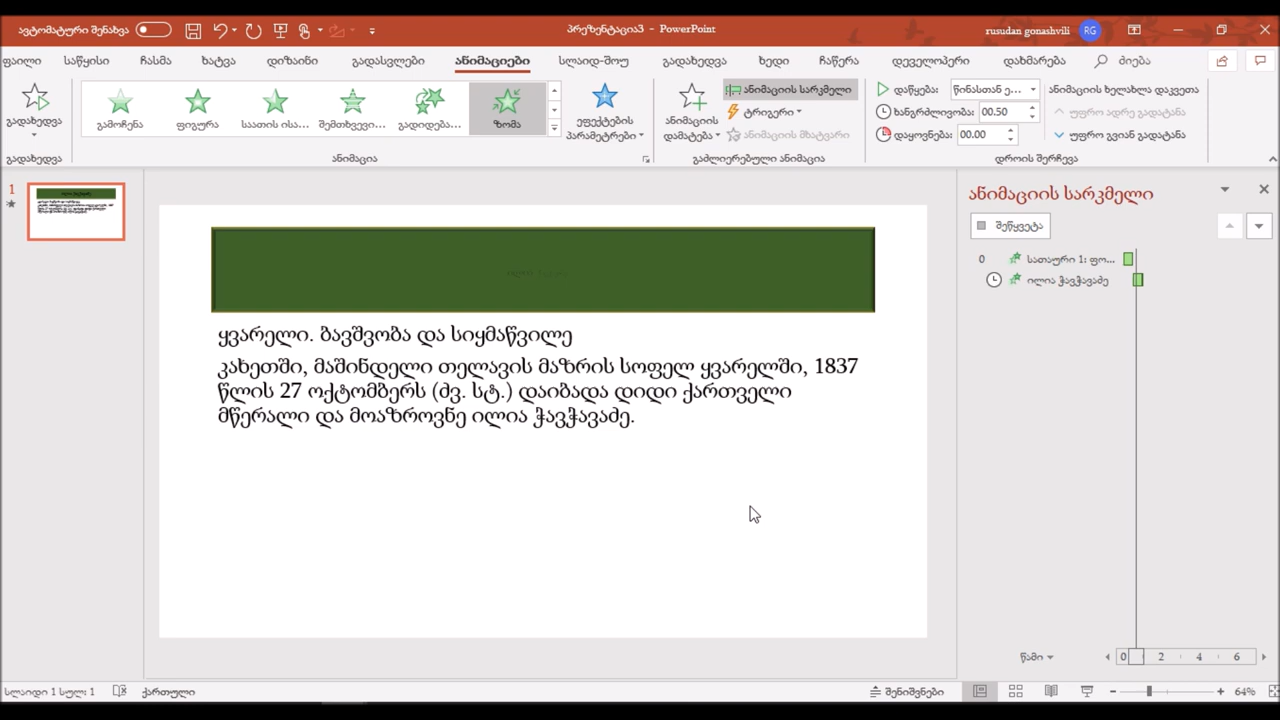 ავტომატური შენახვა
პრეზენტაცია3 - PowerPoint
rusudan gonashvili
RG
ფაილი საწყისი ჩასმა ხატვა დიზაინი გადასვლები ანიმაციები სლაიდ-შოუ გადახედვა ხედი ჩაწერა დეველოპერი დახმარება ძიება
გადახედვა
გამოჩენა ფიგურა საათის ისა... შემთხვევი... გადიდება... ზომა
ეფექტების პარამეტრები
ანიმაციის დამატება
ანიმაციის სარკმელი
ტრიგერი
ანიმაციის მხატვარი
დაწყება: წინასთან ე...
ხანგრძლივობა: 00.50
დაყოვნება: 00.00
ანიმაციის ხელახლა დაკვეთა
უფრო ადრე გადატანა
უფრო გვიან გადატანა
გადახედვა ანიმაცია გაძლიერებული ანიმაცია დროის შერჩევა
1
ყვარელი. ბავშვობა და სიყმაწვილე
კახეთში, მაშინდელი თელავის მაზრის სოფელ ყვარელში, 1837
წლის 27 ოქტომბერს (ძვ. სტ.) დაიბადა დიდი ქართველი
მწერალი და მოაზროვნე ილია ჭავჭავაძე.
ანიმაციის სარკმელი
შეწყვეტა
0 სათაური 1: ფო...
ილია ჭავჭავაძე
წამი 0 2 4 6
სლაიდი 1 სულ: 1 ქართული შენიშვნები 64%